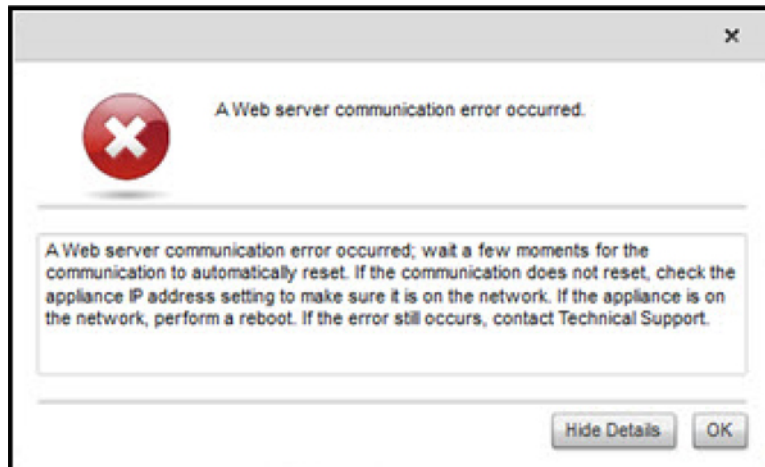 A Web server communication error occurred.
A Web server communication error occurred; wait a few moments for the
communication to automatically reset. If the communication does not reset, check the
appliance IP address setting to make sure it is on the network. If the appliance is on
the network, perform a reboot. If the error still occurs, contact Technical Support.
Hide Details OK